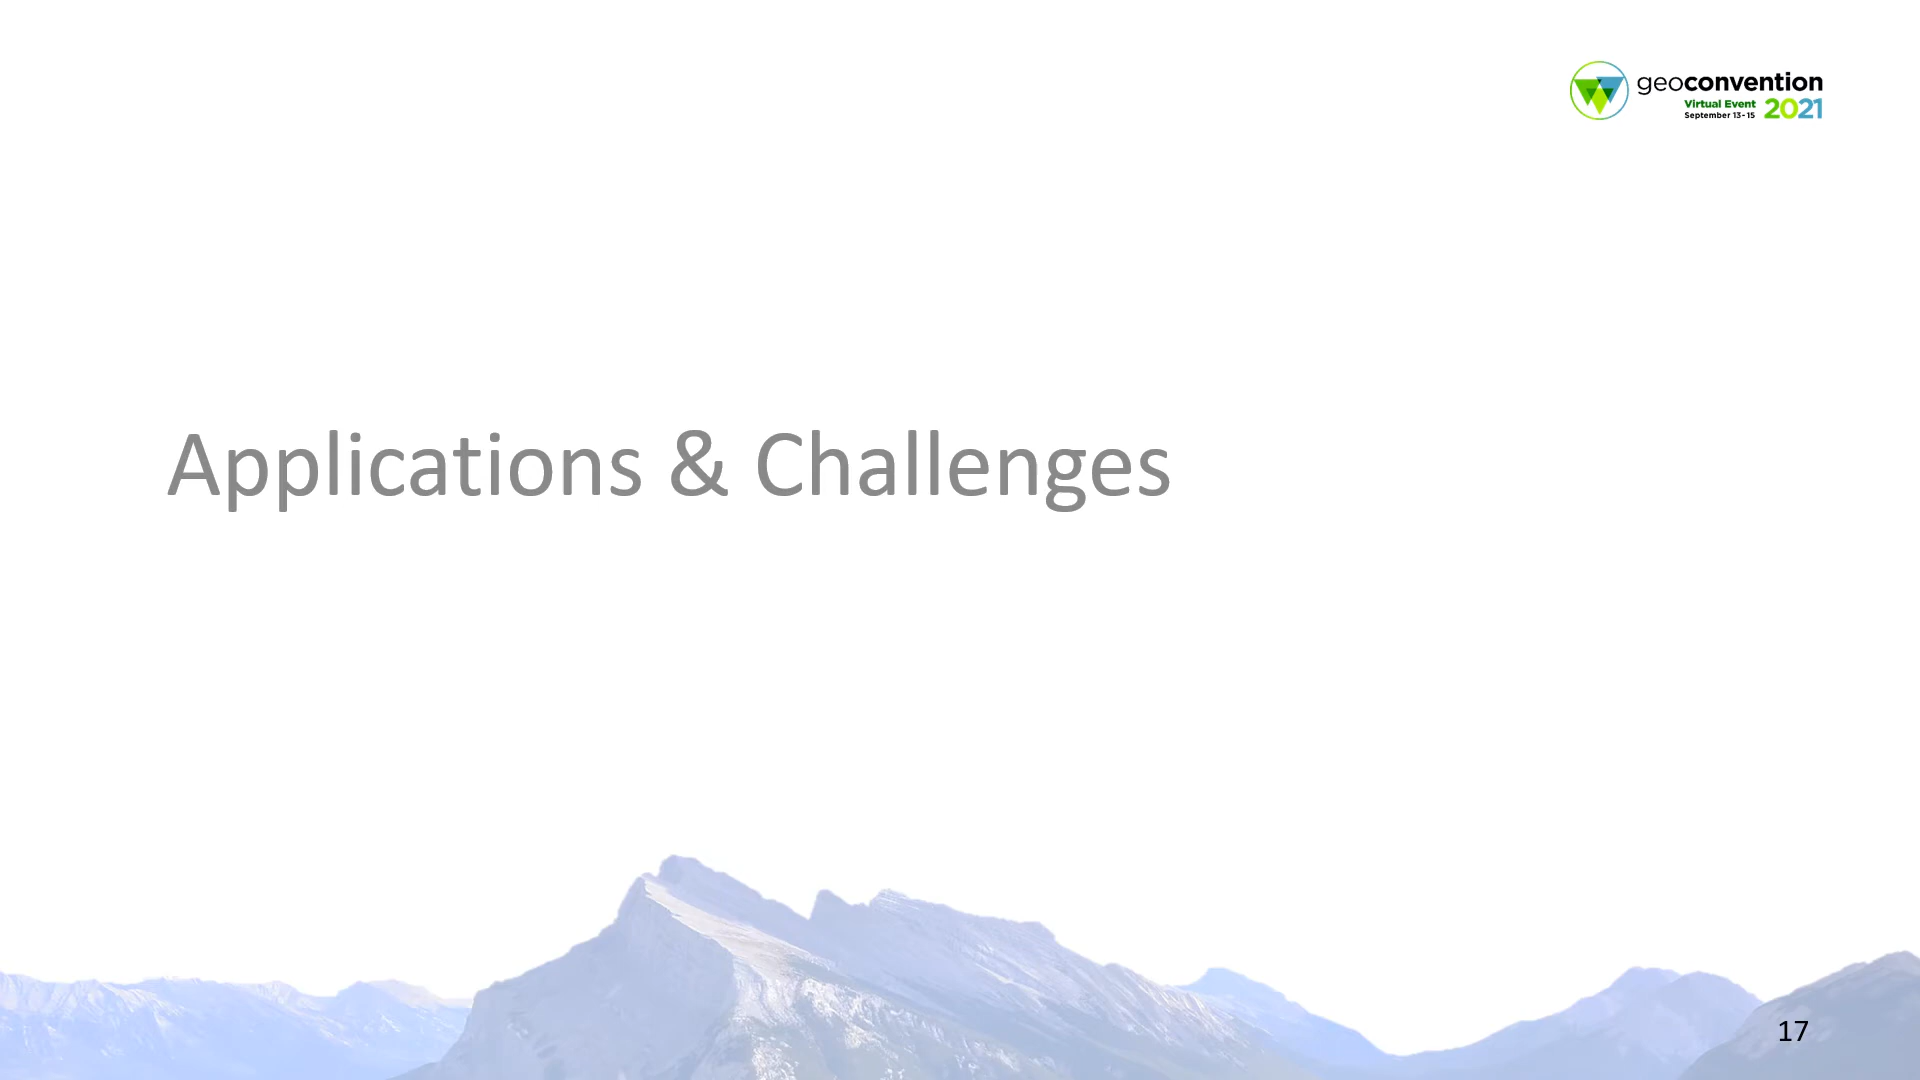 geoconvention
Virtual Event 2021
September 13-15
Applications & Challenges
17